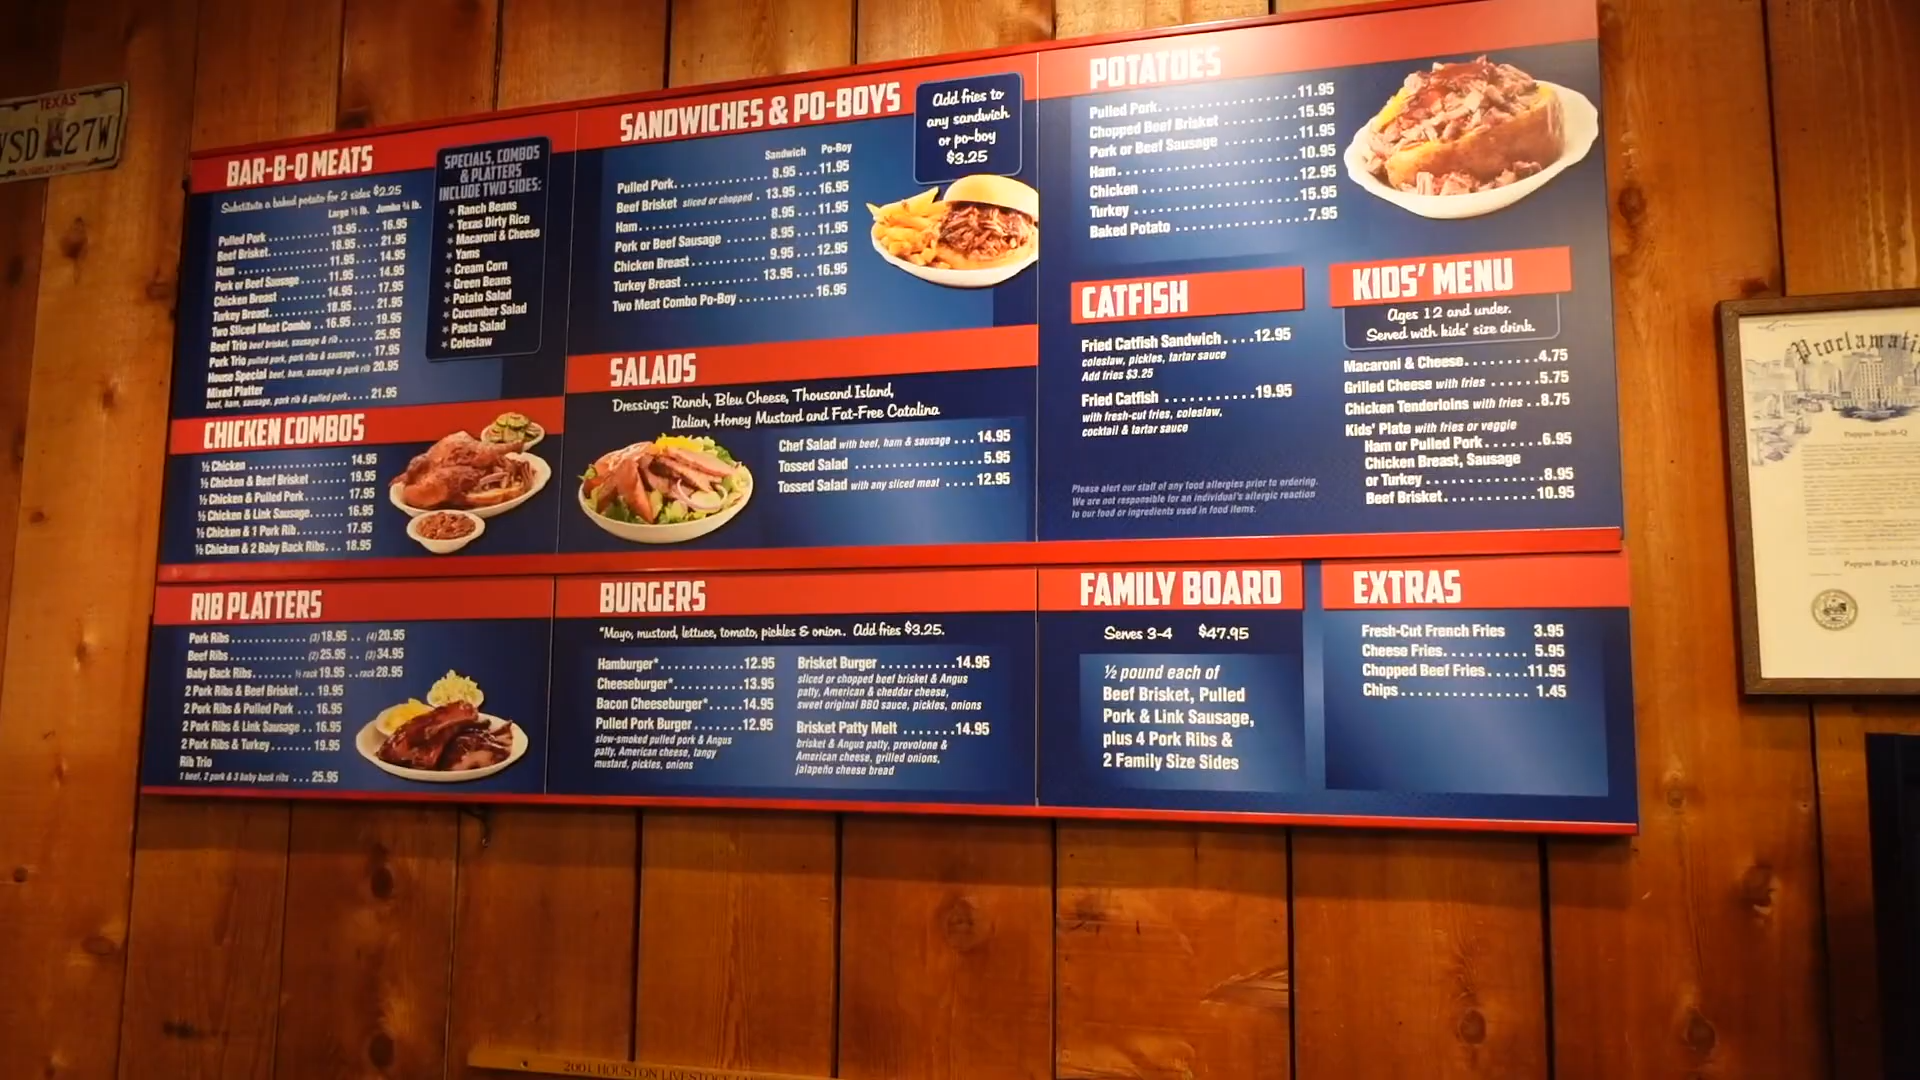 TEXAS
VSD 27W
BAR-B-Q MEATS
Substitute a baked potato for 2 sides $2.25
Large ½ lb. Jumbo ¾ lb.
Pulled Pork 13.95 16.95
Beef Brisket 18.95 21.95
Ham 11.95 14.95
Pork or Beef Sausage 11.95 14.95
Chicken Breast 14.95 17.95
Turkey Breast 18.95 21.95
Two Sliced Meat Combo 16.95 19.95
Beef Trio beef brisket, sausage & rib 25.95
Pork Trio pulled pork, pork ribs & sausage 17.95
House Special beef, ham, sausage & pork rib 20.95
Mixed Platter
beef, ham, sausage, pork rib & pulled pork 21.95
SPECIALS, COMBOS
& PLATTERS
INCLUDE TWO SIDES:
Ranch Beans
Texas Dirty Rice
Macaroni & Cheese
Yams
Cream Corn
Green Beans
Potato Salad
Cucumber Salad
Pasta Salad
Coleslaw
CHICKEN COMBOS
½ Chicken 14.95
½ Chicken & Beef Brisket 19.95
½ Chicken & Pulled Pork 17.95
½ Chicken & Link Sausage 16.95
½ Chicken & 1 Pork Rib 17.95
½ Chicken & 2 Baby Back Ribs 18.95
SANDWICHES & PO-BOYS
Add fries to
any sandwich
or po-boy
$3.25
Sandwich Po-Boy
Pulled Pork 8.95 11.95
Beef Brisket sliced or chopped 13.95 16.95
Ham 8.95 11.95
Pork or Beef Sausage 8.95 11.95
Chicken Breast 9.95 12.95
Turkey Breast 13.95 16.95
Two Meat Combo Po-Boy 16.95
SALADS
Dressings: Ranch, Bleu Cheese, Thousand Island,
Italian, Honey Mustard and Fat-Free Catalina
Chef Salad with beef, ham & sausage 14.95
Tossed Salad 5.95
Tossed Salad with any sliced meat 12.95
POTATOES
Pulled Pork 11.95
Chopped Beef Brisket 15.95
Pork or Beef Sausage 11.95
Ham 10.95
Chicken 12.95
Turkey 15.95
Baked Potato 7.95
CATFISH
Fried Catfish Sandwich 12.95
coleslaw, pickles, tartar sauce
Add fries $3.25
Fried Catfish 19.95
with fresh-cut fries, coleslaw,
cocktail & tartar sauce
Please alert our staff of any food allergies prior to ordering.
We are not responsible for an individual's allergic reaction
to our food or ingredients used in food items.
KIDS' MENU
Ages 12 and under.
Served with kids' size drink.
Macaroni & Cheese 4.75
Grilled Cheese with fries 5.75
Chicken Tenderloins with fries 8.75
Kids' Plate with fries or veggie
Ham or Pulled Pork 6.95
Chicken Breast, Sausage
or Turkey 8.95
Beef Brisket 10.95
RIB PLATTERS
Pork Ribs (3) 18.95 (4) 20.95
Beef Ribs (2) 25.95 (3) 34.95
Baby Back Ribs ½ rack 19.95 rack 28.95
2 Pork Ribs & Beef Brisket 19.95
2 Pork Ribs & Pulled Pork 16.95
2 Pork Ribs & Link Sausage 16.95
2 Pork Ribs & Turkey 19.95
Rib Trio
1 beef, 2 pork & 3 baby back ribs 25.95
BURGERS
*Mayo, mustard, lettuce, tomato, pickles & onion. Add fries $3.25.
Hamburger* 12.95
Cheeseburger* 13.95
Bacon Cheeseburger* 14.95
Pulled Pork Burger 12.95
slow-smoked pulled pork & Angus
patty, American cheese, tangy
mustard, pickles, onions
Brisket Burger 14.95
sliced or chopped beef brisket & Angus
patty, American & cheddar cheese,
sweet original BBQ sauce, pickles, onions
Brisket Patty Melt 14.95
brisket & Angus patty, provolone &
American cheese, grilled onions,
jalapeño cheese bread
FAMILY BOARD
Serves 3-4 $47.95
½ pound each of
Beef Brisket, Pulled
Pork & Link Sausage,
plus 4 Pork Ribs &
2 Family Size Sides
EXTRAS
Fresh-Cut French Fries 3.95
Cheese Fries 5.95
Chopped Beef Fries 11.95
Chips 1.45
Proclamati
Pappas Bar-B-Q
Pappas Bar-B-Q D
2001 HOUSTON LIVESTOCK